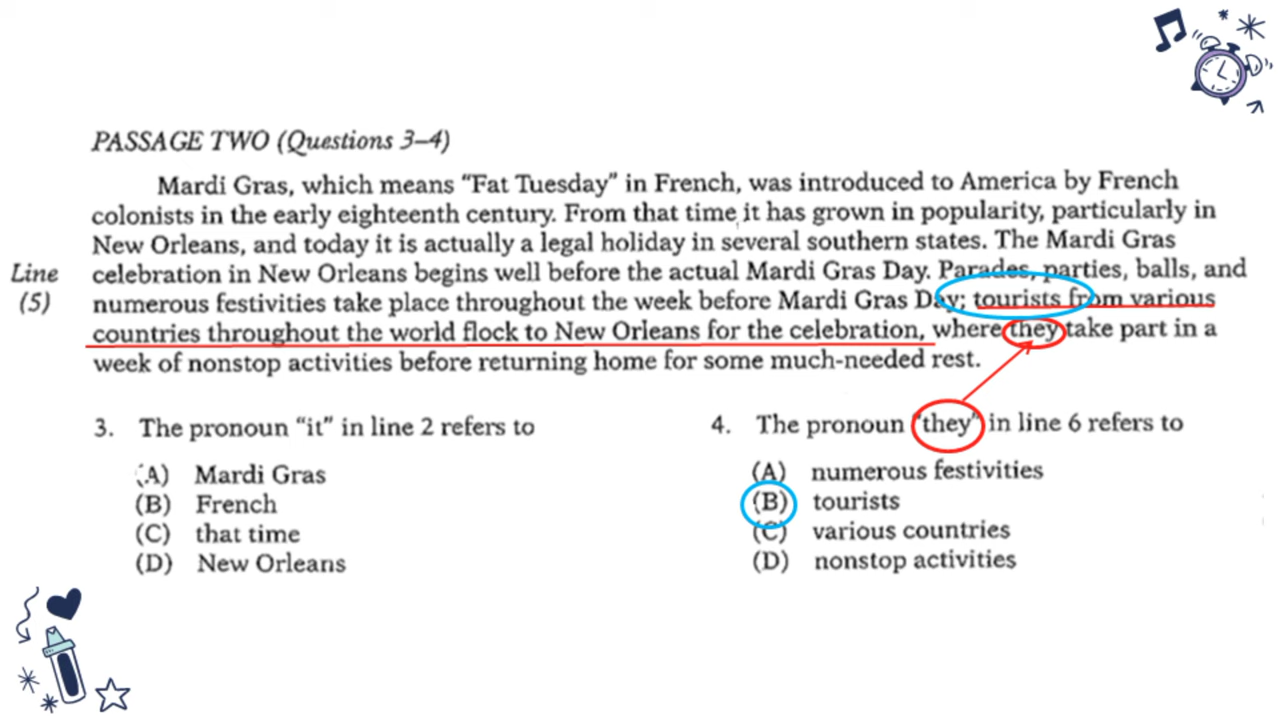 PASSAGE TWO (Questions 3–4)
Mardi Gras, which means “Fat Tuesday” in French, was introduced to America by French
colonists in the early eighteenth century. From that time it has grown in popularity, particularly in
New Orleans, and today it is actually a legal holiday in several southern states. The Mardi Gras
Line celebration in New Orleans begins well before the actual Mardi Gras Day. Parades, parties, balls, and
(5) numerous festivities take place throughout the week before Mardi Gras Day; tourists from various
countries throughout the world flock to New Orleans for the celebration, where they take part in a
week of nonstop activities before returning home for some much-needed rest.
3. The pronoun “it” in line 2 refers to
(A) Mardi Gras
(B) French
(C) that time
(D) New Orleans
4. The pronoun “they” in line 6 refers to
(A) numerous festivities
(B) tourists
(C) various countries
(D) nonstop activities